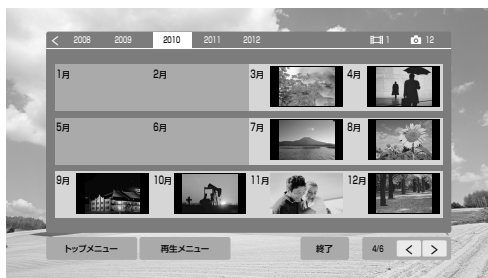 < 2008 2009 2010 2011 2012 1 12
1月 2月 3月 4月
5月 6月 7月 8月
9月 10月 11月 12月
トップメニュー 再生メニュー 終了 4/6 < >